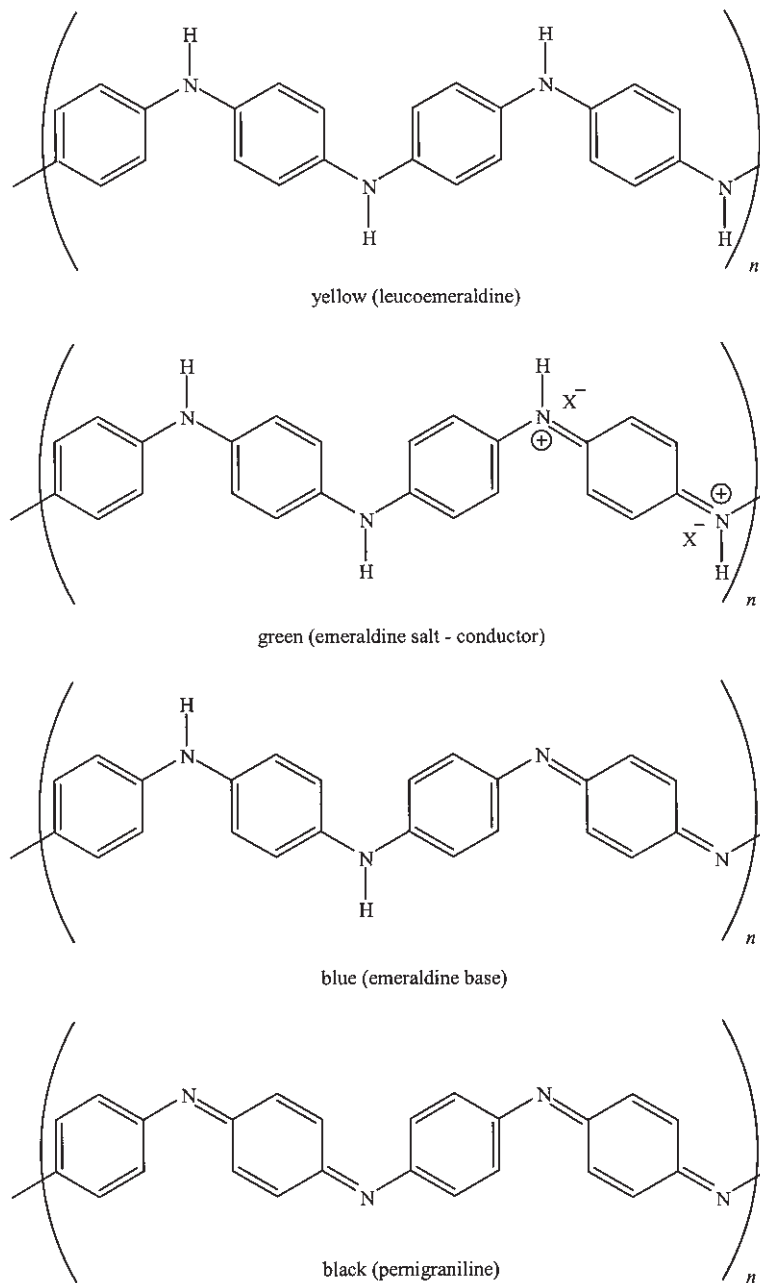 H
H
N
N
N
N
H
H
n
yellow (leucoemeraldine)
H
H
N
N
X⁻
⊕
⊕
N
N
X⁻
H
H
n
green (emeraldine salt - conductor)
H
N
N
N
N
H
n
blue (emeraldine base)
N
N
N
N
n
black (pernigraniline)